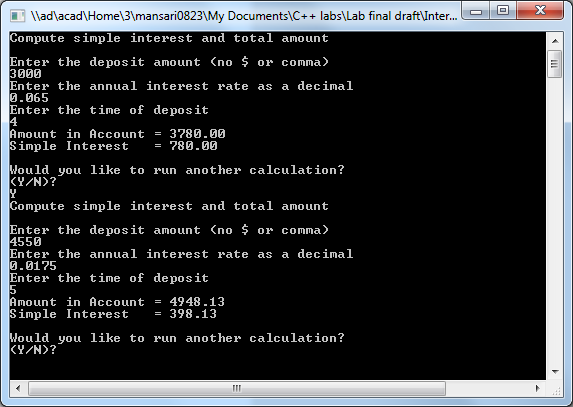 \\ad\acad\Home\3\mansari0823\My Documents\C++ labs\Lab final draft\Inter...
Compute simple interest and total amount
Enter the deposit amount (no $ or comma)
3000
Enter the annual interest rate as a decimal
0.065
Enter the time of deposit
4
Amount in Account = 3780.00
Simple Interest   = 780.00
Would you like to run another calculation?
(Y/N)?
Y
Compute simple interest and total amount
Enter the deposit amount (no $ or comma)
4550
Enter the annual interest rate as a decimal
0.0175
Enter the time of deposit
5
Amount in Account = 4948.13
Simple Interest   = 398.13
Would you like to run another calculation?
(Y/N)?